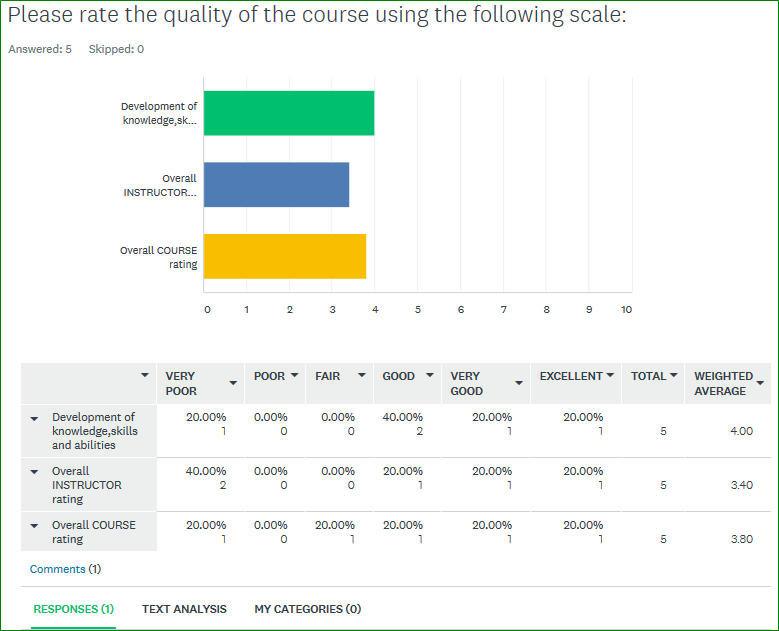 Please rate the quality of the course using the following scale:
Answered: 5 Skipped: 0
Development of
knowledge,sk...
Overall
INSTRUCTOR...
Overall COURSE
rating
0 1 2 3 4 5 6 7 8 9 10
VERY POOR POOR FAIR GOOD VERY GOOD EXCELLENT TOTAL WEIGHTED AVERAGE
Development of 20.00% 0.00% 0.00% 40.00% 20.00% 20.00%
knowledge,skills 1 0 0 2 1 1 5 4.00
and abilities
Overall 40.00% 0.00% 0.00% 20.00% 20.00% 20.00%
INSTRUCTOR 2 0 0 1 1 1 5 3.40
rating
Overall COURSE 20.00% 0.00% 20.00% 20.00% 20.00% 20.00%
rating 1 0 1 1 1 1 5 3.80
Comments (1)
RESPONSES (1) TEXT ANALYSIS MY CATEGORIES (0)